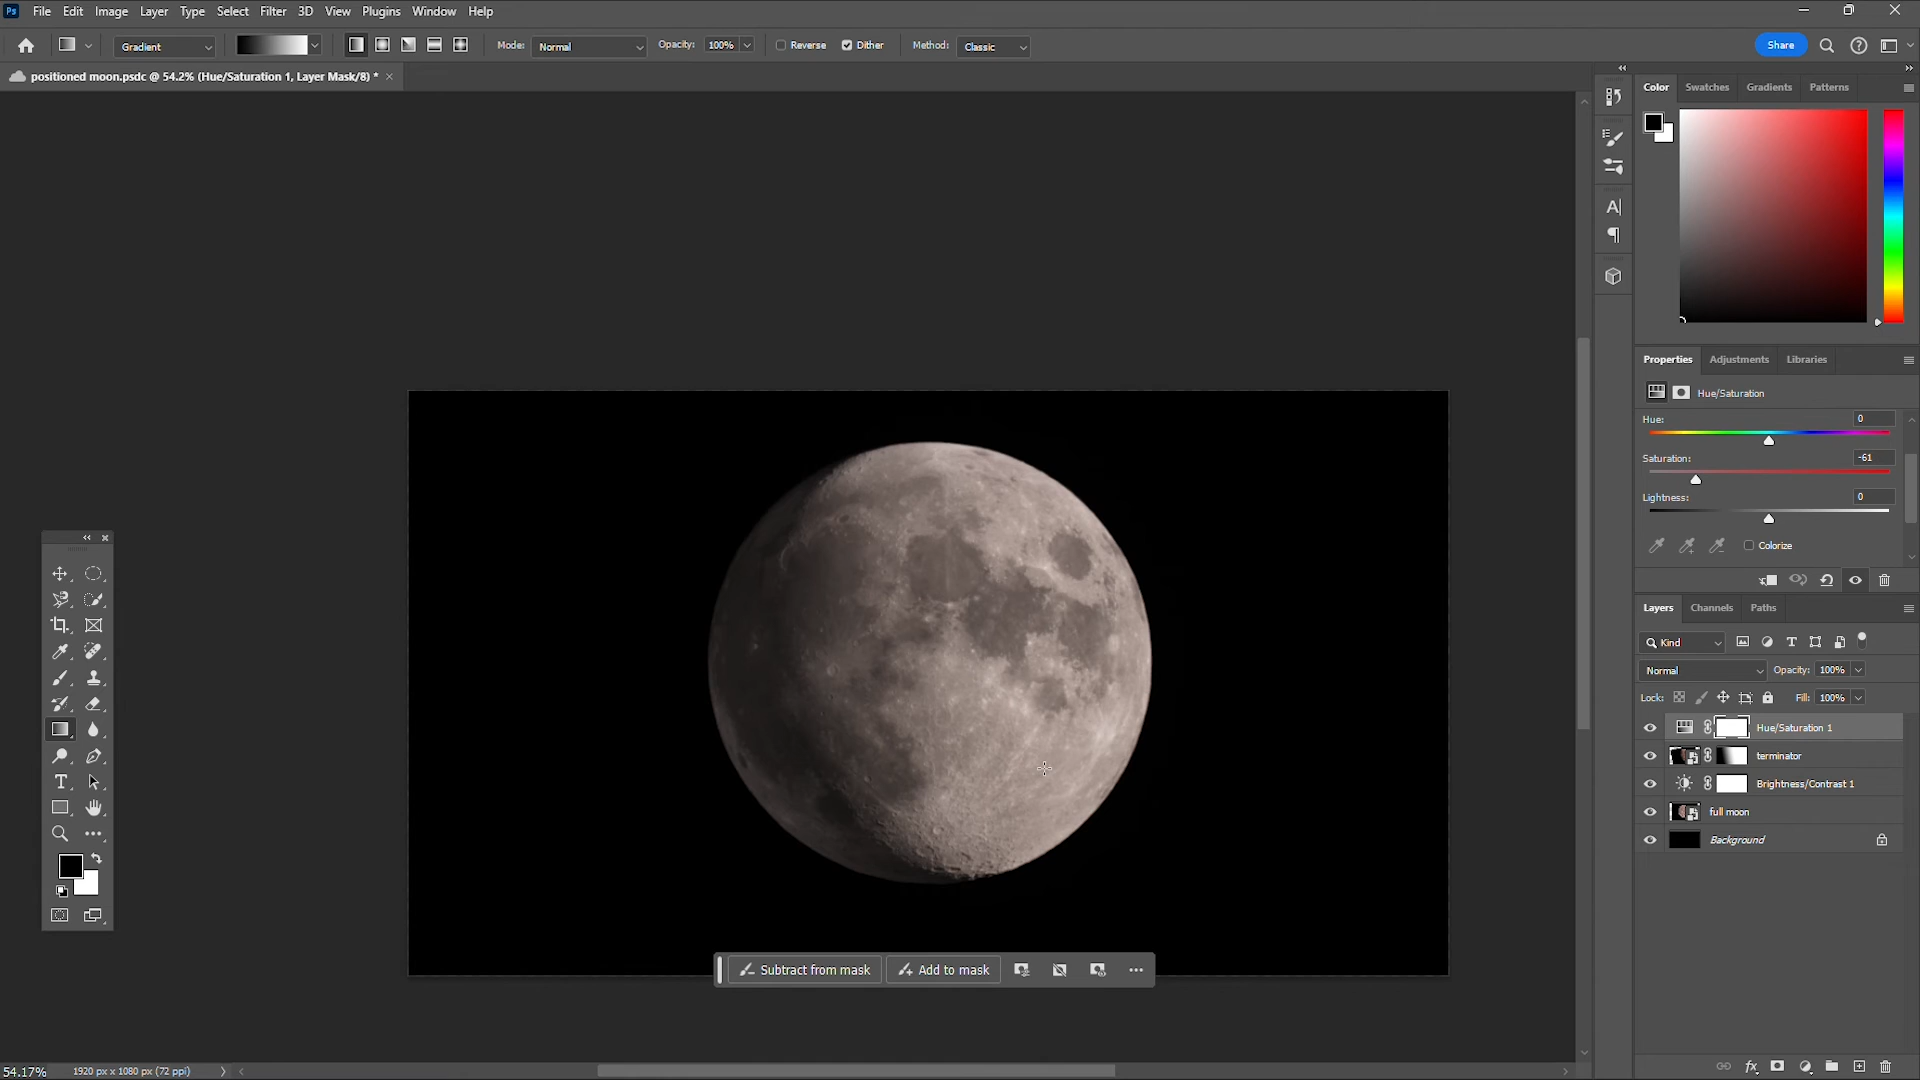 Ps File Edit Image Layer Type Select Filter 3D View Plugins Window Help
Gradient Mode: Normal Opacity: 100% Reverse Dither Method: Classic Share
positioned moon.psdc @ 54.2% (Hue/Saturation 1, Layer Mask/8) *
Color Swatches Gradients Patterns
Properties Adjustments Libraries
Hue/Saturation
Hue: 0
Saturation: -61
Lightness: 0
Colorize
Layers Channels Paths
Kind
Normal Opacity: 100%
Lock: Fill: 100%
Hue/Saturation 1
terminator
Brightness/Contrast 1
full moon
Background
Subtract from mask Add to mask
54.17% 1920 px x 1080 px (72 ppi)